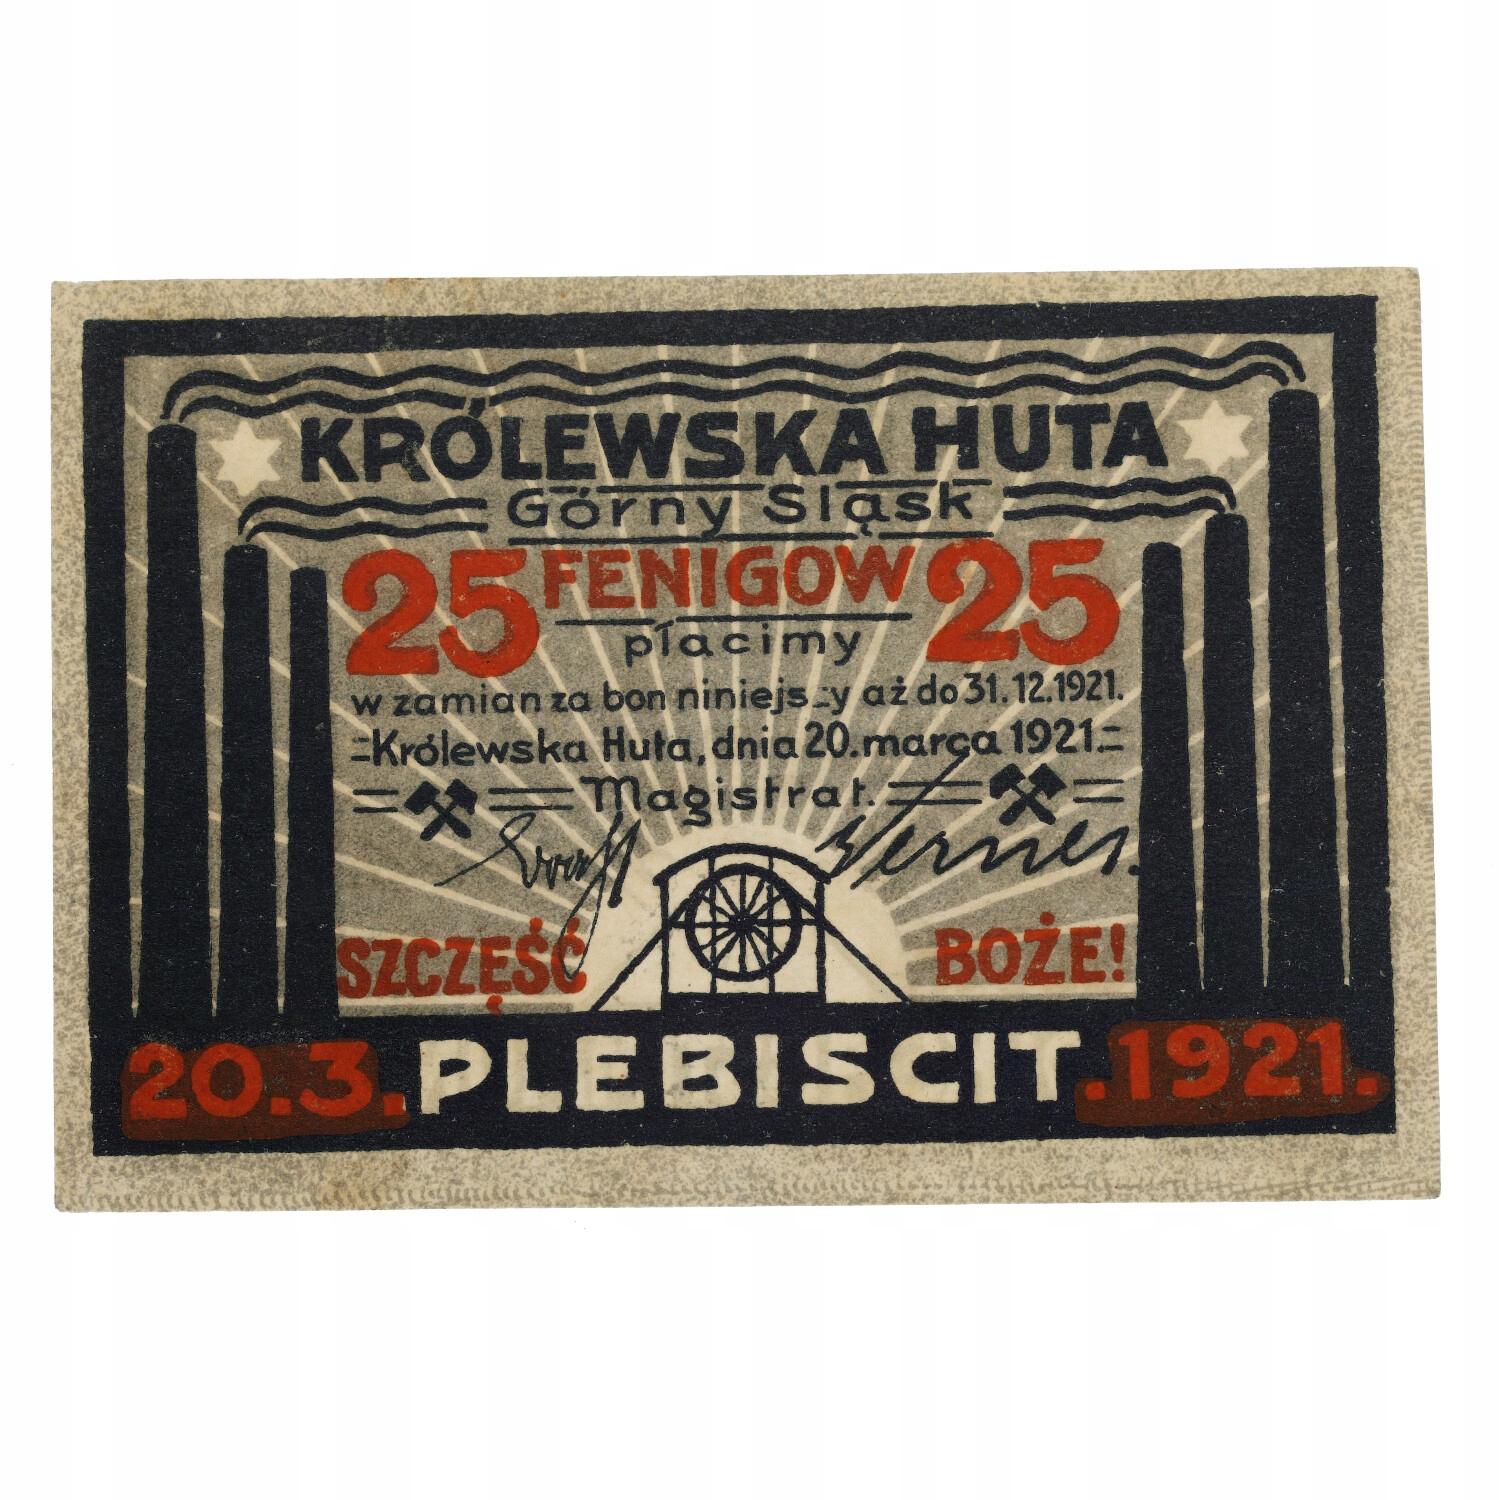 KRÓLEWSKA HUTA
Górny Sląsk
25 FENIGOW 25
płacimy
w zamian za bon niniejszy aż do 31.12.1921.
=Królewska Huta, dnia 20. marca 1921.=
Magistrat.
SZCZĘŚĆ BOŻE!
20.3. PLEBISCIT .1921.